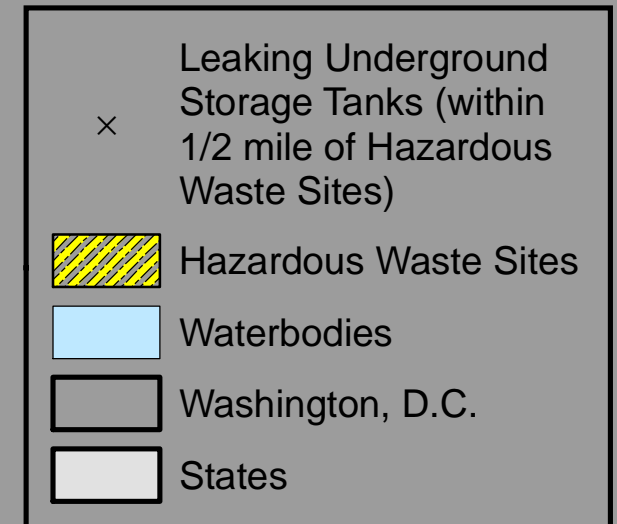 Leaking Underground
Storage Tanks (within
1/2 mile of Hazardous
Waste Sites)
Hazardous Waste Sites
Waterbodies
Washington, D.C.
States